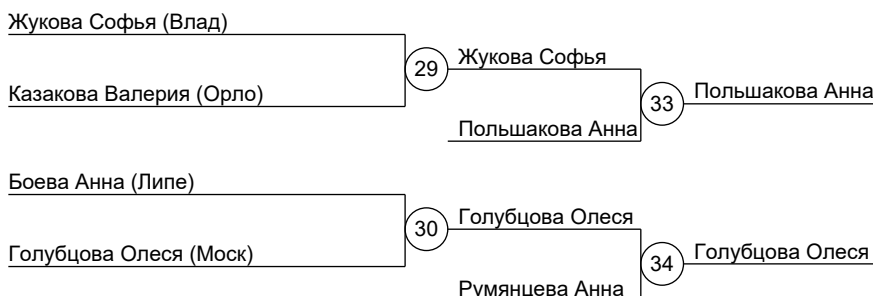 Жукова Софья (Влад)
29
Жукова Софья
Казакова Валерия (Орло)
33
Польшакова Анна
Польшакова Анна
Боева Анна (Липе)
30
Голубцова Олеся
Голубцова Олеся (Моск)
34
Голубцова Олеся
Румянцева Анна